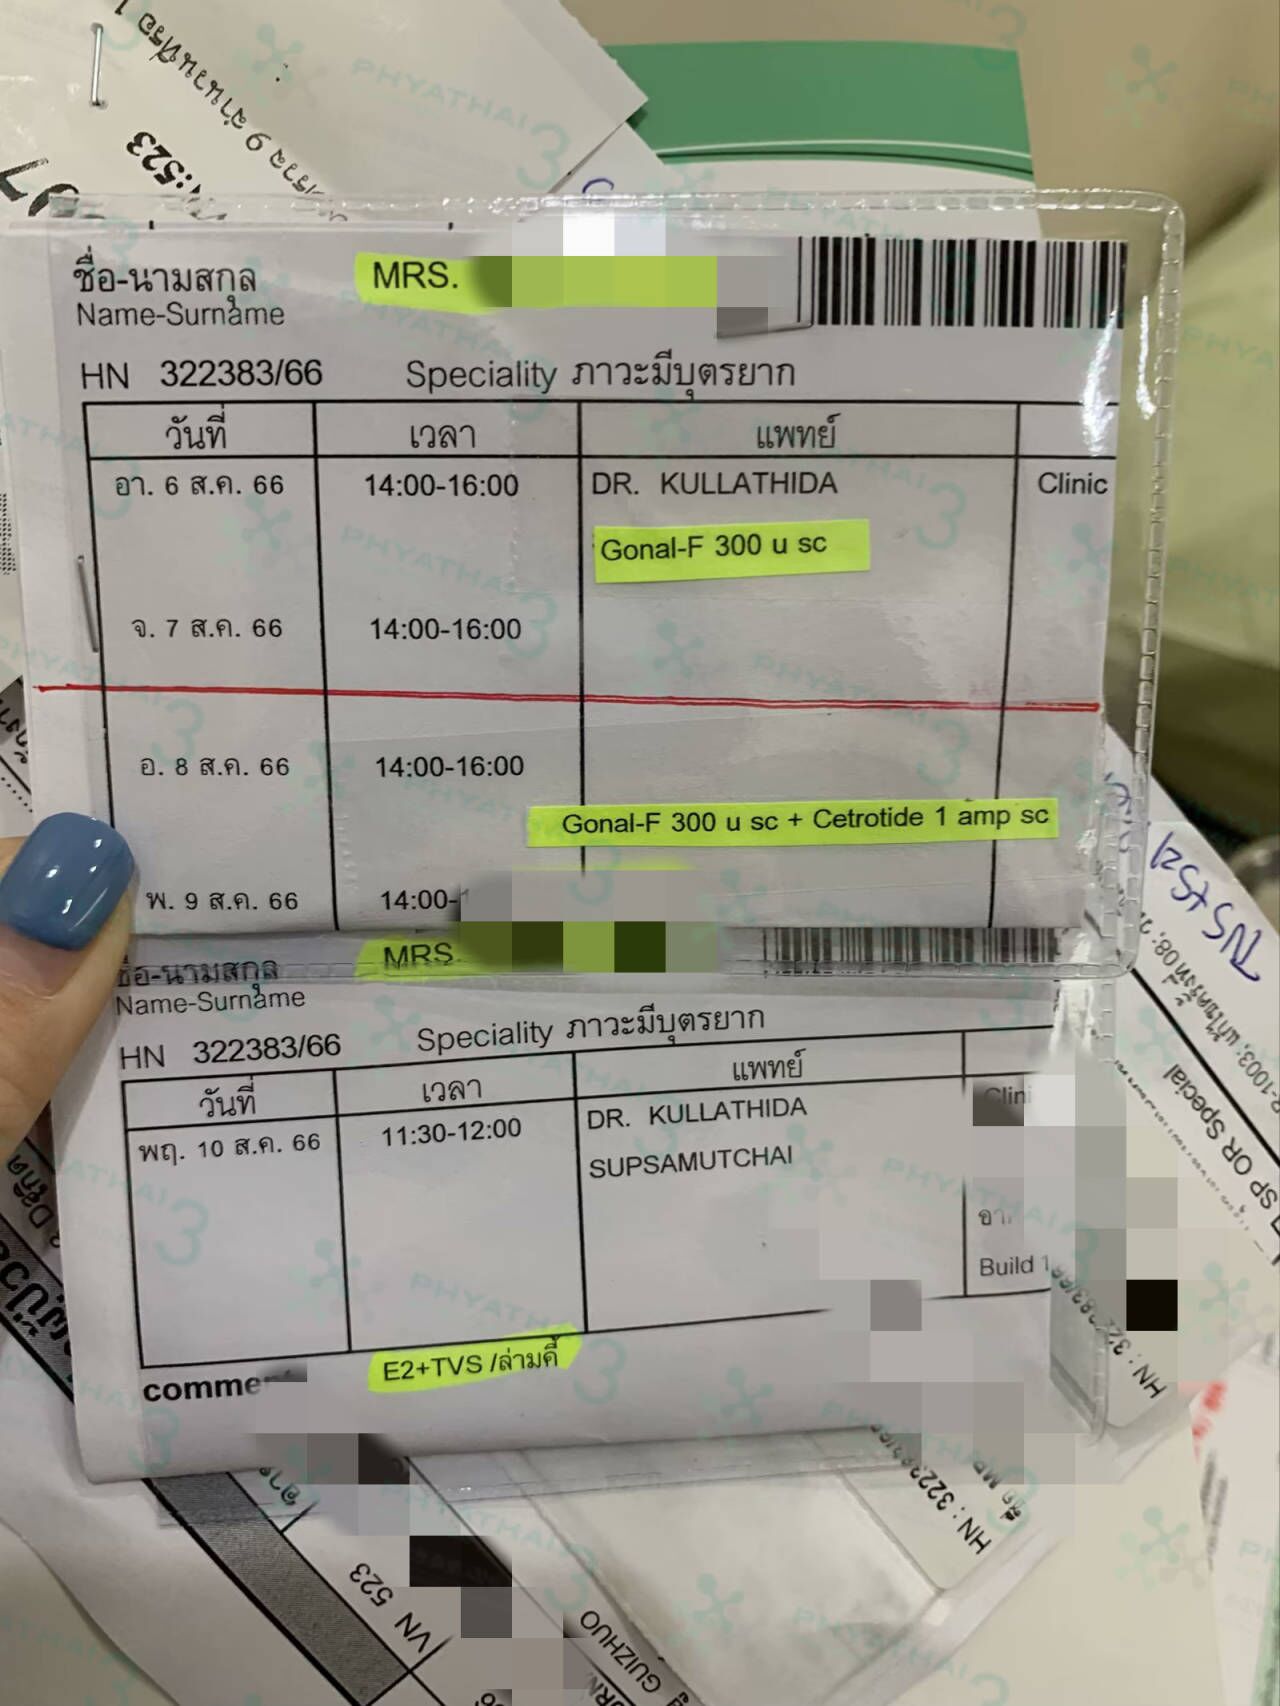 PHYATHAI 3
523
ชื่อ-นามสกุล MRS.
Name-Surname
HN 322383/66 Speciality ภาวะมีบุตรยาก
วันที่ เวลา แพทย์
อา. 6 ส.ค. 66 14:00-16:00 DR. KULLATHIDA Clinic
Gonal-F 300 u sc
จ. 7 ส.ค. 66 14:00-16:00
อ. 8 ส.ค. 66 14:00-16:00
Gonal-F 300 u sc + Cetrotide 1 amp sc
พ. 9 ส.ค. 66 14:00-
ชื่อ-นามสกุล MRS.
Name-Surname
HN 322383/66 Speciality ภาวะมีบุตรยาก
วันที่ เวลา แพทย์
พฤ. 10 ส.ค. 66 11:30-12:00 DR. KULLATHIDA
SUPSAMUTCHAI
Build 1
E2+TVS /ล่ามคี้
SP OR Special
VN 523
GUIZHUO